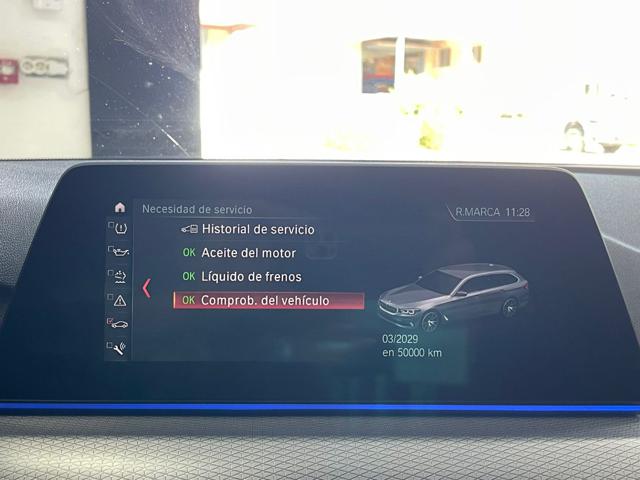 Necesidad de servicio
R.MARCA 11:28
Historial de servicio
OK Aceite del motor
OK Líquido de frenos
OK Comprob. del vehículo
03/2029
en 50000 km